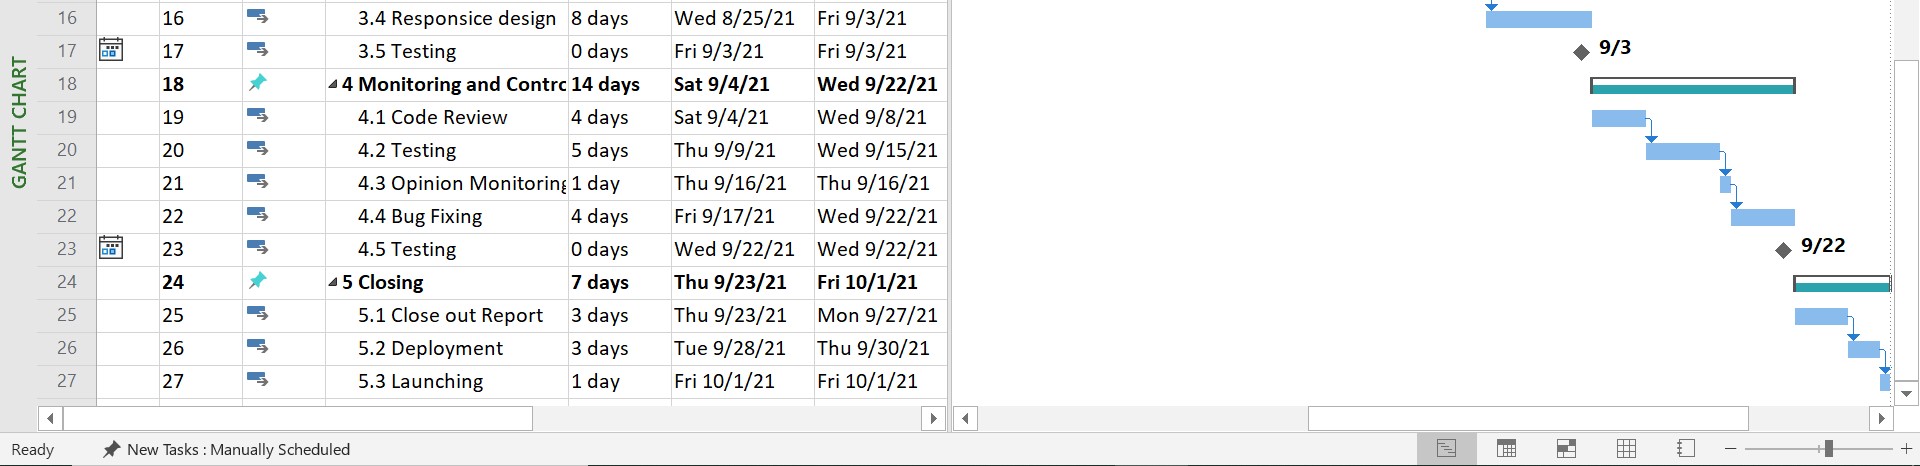 GANTT CHART
16 16 3.4 Responsice design 8 days Wed 8/25/21 Fri 9/3/21
17 17 3.5 Testing 0 days Fri 9/3/21 Fri 9/3/21 9/3
18 18 4 Monitoring and Contrc 14 days Sat 9/4/21 Wed 9/22/21
19 19 4.1 Code Review 4 days Sat 9/4/21 Wed 9/8/21
20 20 4.2 Testing 5 days Thu 9/9/21 Wed 9/15/21
21 21 4.3 Opinion Monitoring 1 day Thu 9/16/21 Thu 9/16/21
22 22 4.4 Bug Fixing 4 days Fri 9/17/21 Wed 9/22/21
23 23 4.5 Testing 0 days Wed 9/22/21 Wed 9/22/21 9/22
24 24 5 Closing 7 days Thu 9/23/21 Fri 10/1/21
25 25 5.1 Close out Report 3 days Thu 9/23/21 Mon 9/27/21
26 26 5.2 Deployment 3 days Tue 9/28/21 Thu 9/30/21
27 27 5.3 Launching 1 day Fri 10/1/21 Fri 10/1/21
Ready New Tasks : Manually Scheduled